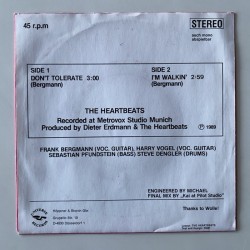 45 r.p.m
STEREO
auch mono
abspielbar
SIDE 1
SIDE 2
DON'T TOLERATE 3:00
I'M WALKIN' 2:59
(Bergmann)
(Bergmann)
THE HEARTBEATS
Recorded at Metrovox Studio Munich
Produced by Dieter Erdmann & The Heartbeats
℗ 1989
FRANK BERGMANN (VOC. GUITAR) HARRY VOGEL (VOC. GUITAR)
SEBASTIAN PFUNDSTEIN (BASS) STEVE DENGLER (DRUMS)
ENGINEERED BY MICHAEL
FINAL MIX BY „Kai at Pilot Studio"
Thanks to Walter